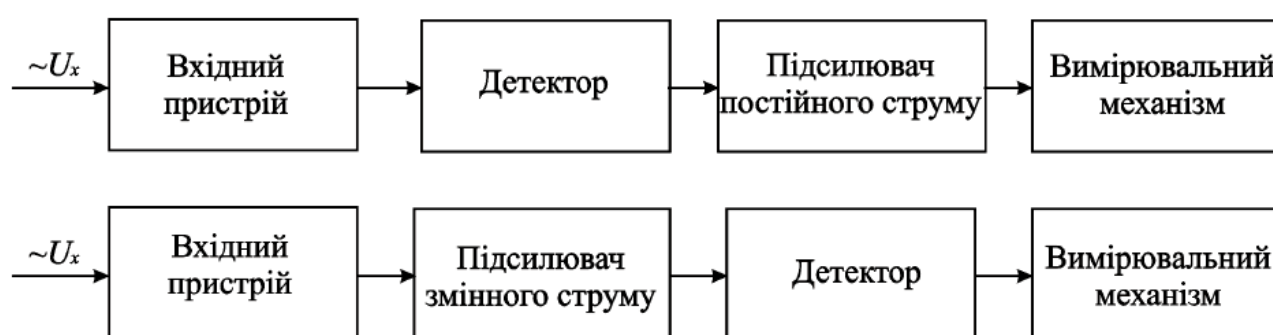 ~Uₓ
Вхідний
пристрій
Детектор
Підсилювач
постійного струму
Вимірювальний
механізм
~Uₓ
Вхідний
пристрій
Підсилювач
змінного струму
Детектор
Вимірювальний
механізм